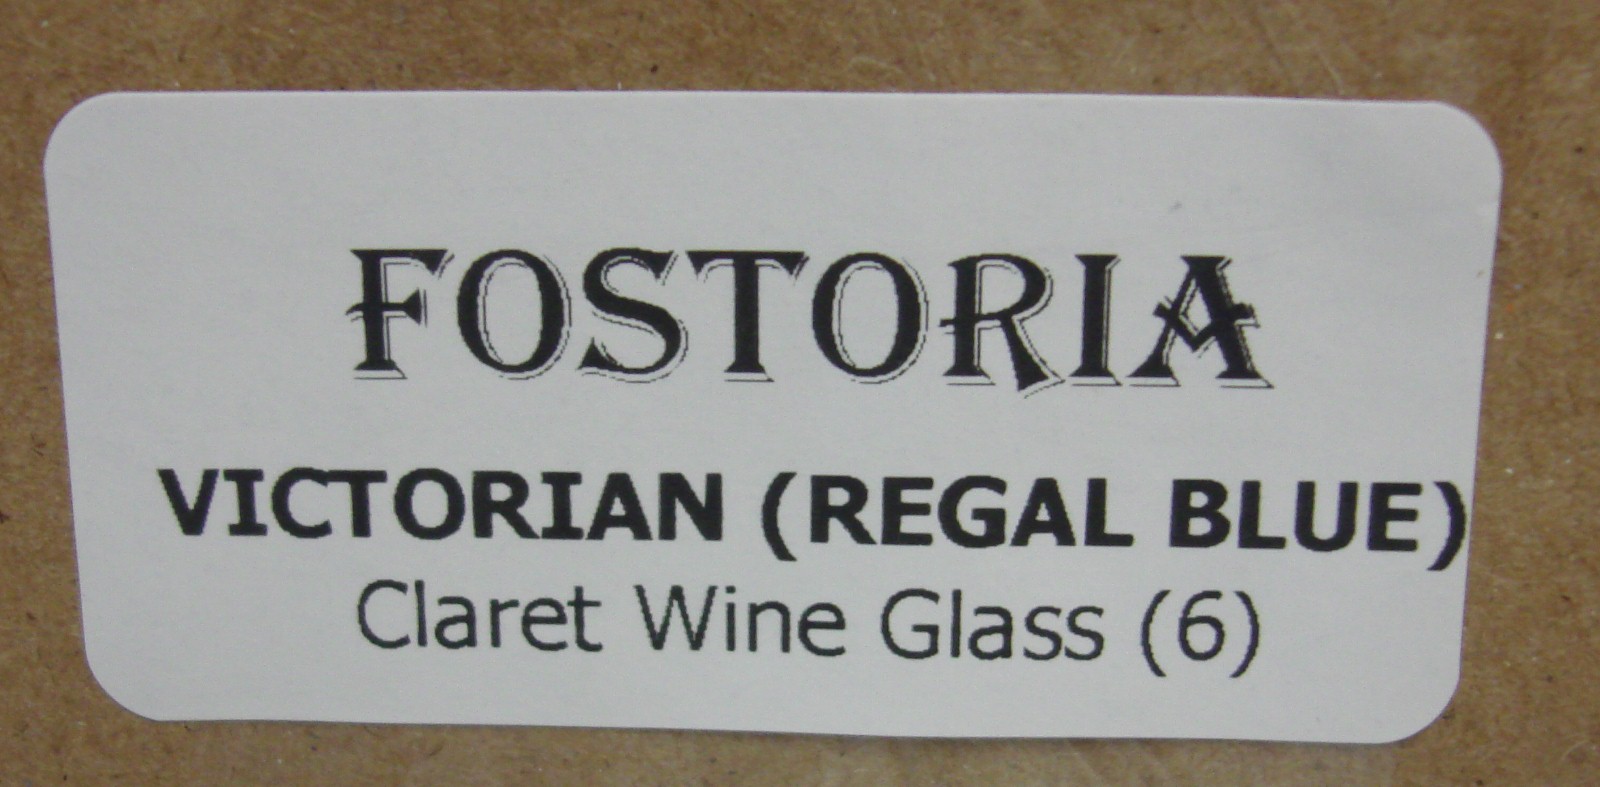 FOSTORIA
VICTORIAN (REGAL BLUE)
Claret Wine Glass (6)